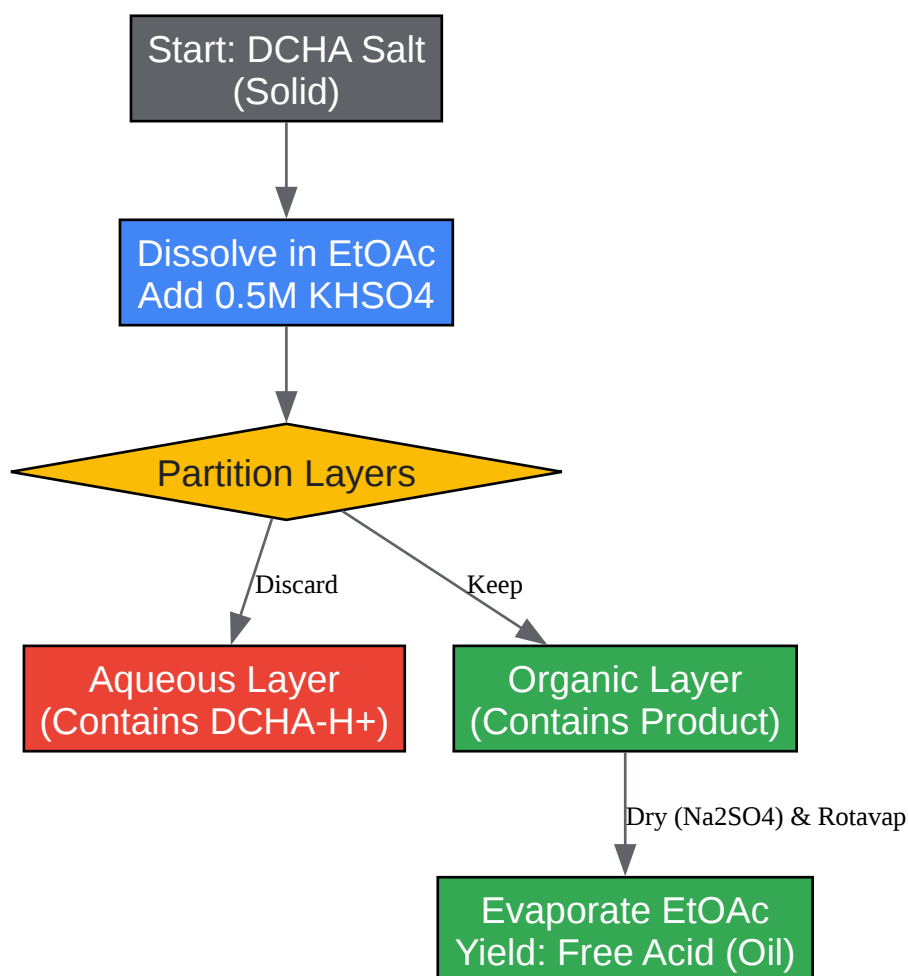 Start: DCHA Salt
(Solid)
Dissolve in EtOAc
Add 0.5M KHSO4
Partition Layers
Discard
Keep
Aqueous Layer
(Contains DCHA-H+)
Organic Layer
(Contains Product)
Dry (Na2SO4) & Rotavap
Evaporate EtOAc
Yield: Free Acid (Oil)